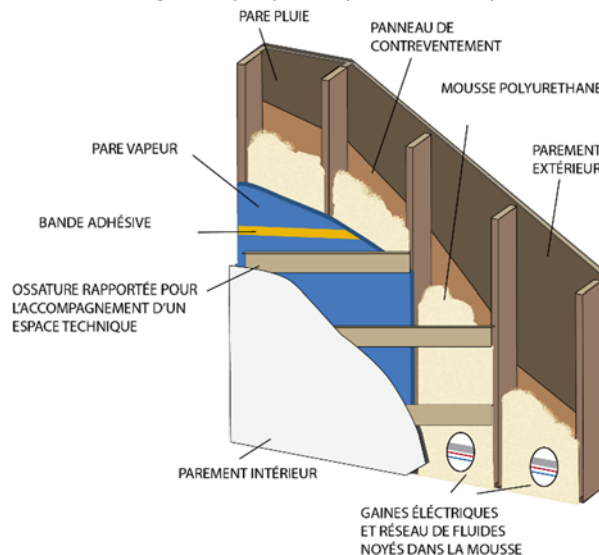 PARE PLUIE
PANNEAU DE
CONTREVENTEMENT
MOUSSE POLYURETHANE
PARE VAPEUR
PAREMENT
EXTÉRIEUR
BANDE ADHÉSIVE
OSSATURE RAPPORTÉE POUR
L'ACCOMPAGNEMENT D'UN
ESPACE TECHNIQUE
PAREMENT INTÉRIEUR
GAINES ÉLÉCTRIQUES
ET RÉSEAU DE FLUIDES
NOYÉS DANS LA MOUSSE